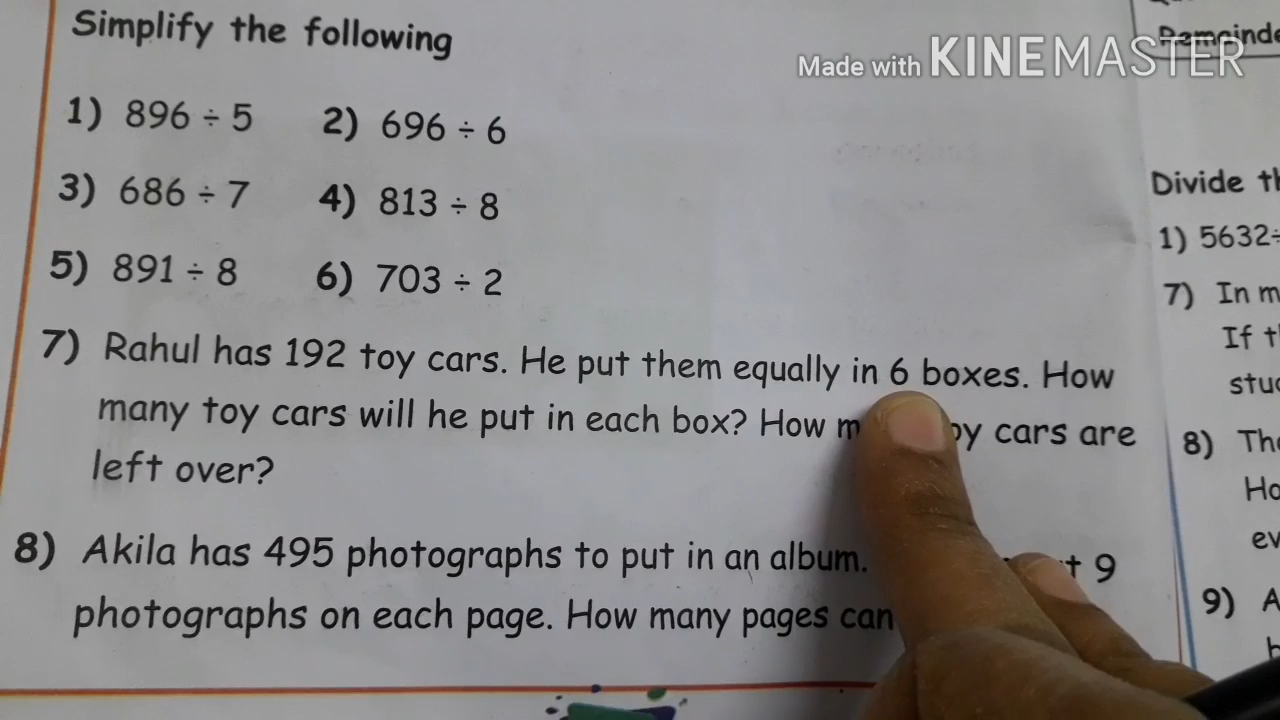 Simplify the following
Made with KINEMASTER
1) 896 ÷ 5 2) 696 ÷ 6
3) 686 ÷ 7 4) 813 ÷ 8
5) 891 ÷ 8 6) 703 ÷ 2
7) Rahul has 192 toy cars. He put them equally in 6 boxes. How
many toy cars will he put in each box? How cars are
left over?
8) Akila has 495 photographs to put in an album. 9
photographs on each page. How many pages can
Divide
1) 5632÷
7) In
If
8)
9) A